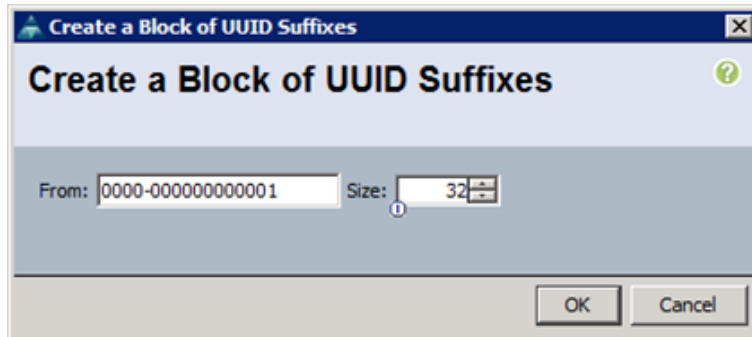 Create a Block of UUID Suffixes
Create a Block of UUID Suffixes
From: 0000-000000000001 Size: 32
OK Cancel